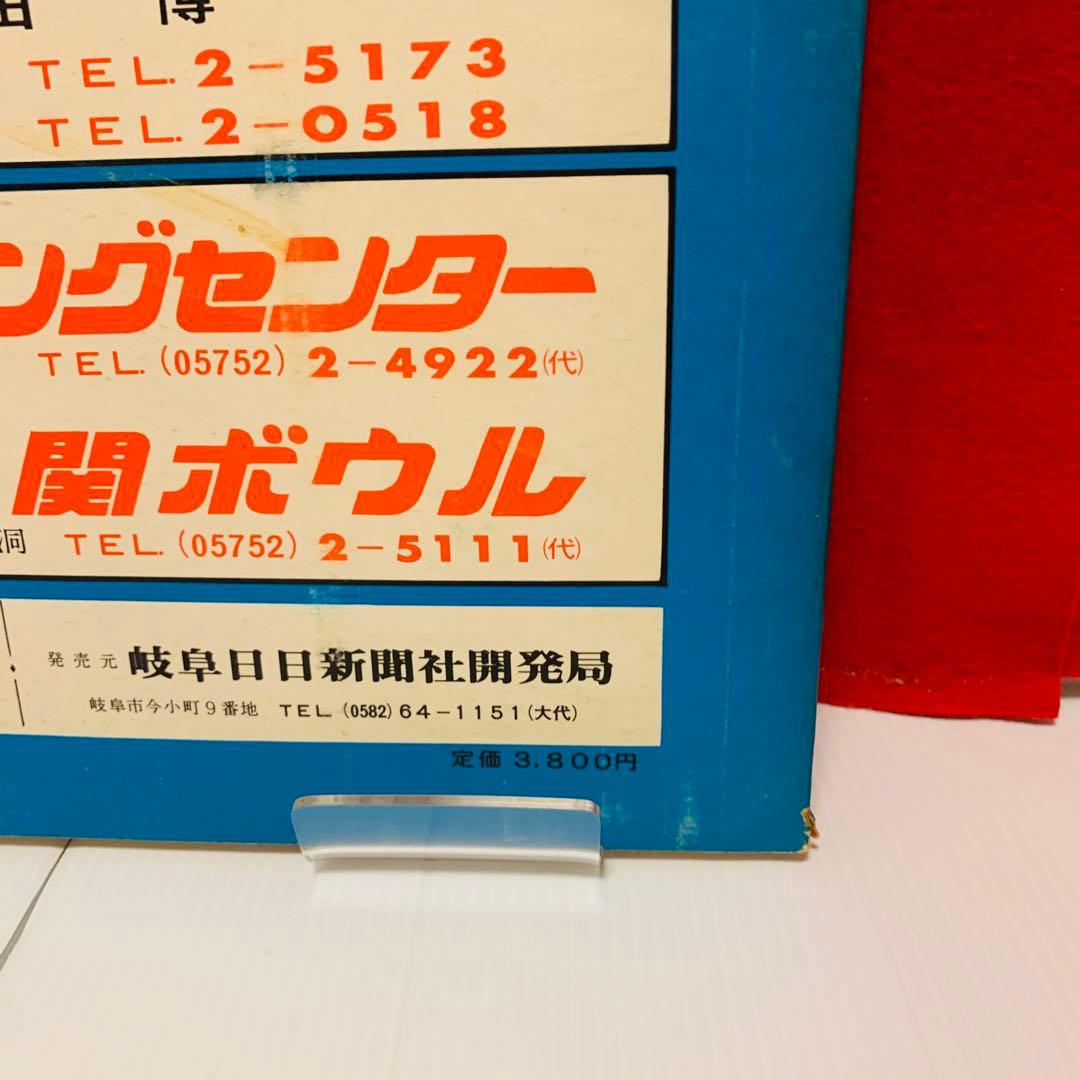 博
TEL. 2-5173
TEL. 2-0518
ングセンター
TEL. (05752) 2-4922(代)
関ボウル
洞 TEL. (05752) 2-5111(代)
発売元 岐阜日日新聞社開発局
岐阜市今小町9番地 TEL (0582) 64-1151(大代)
定価 3,800円